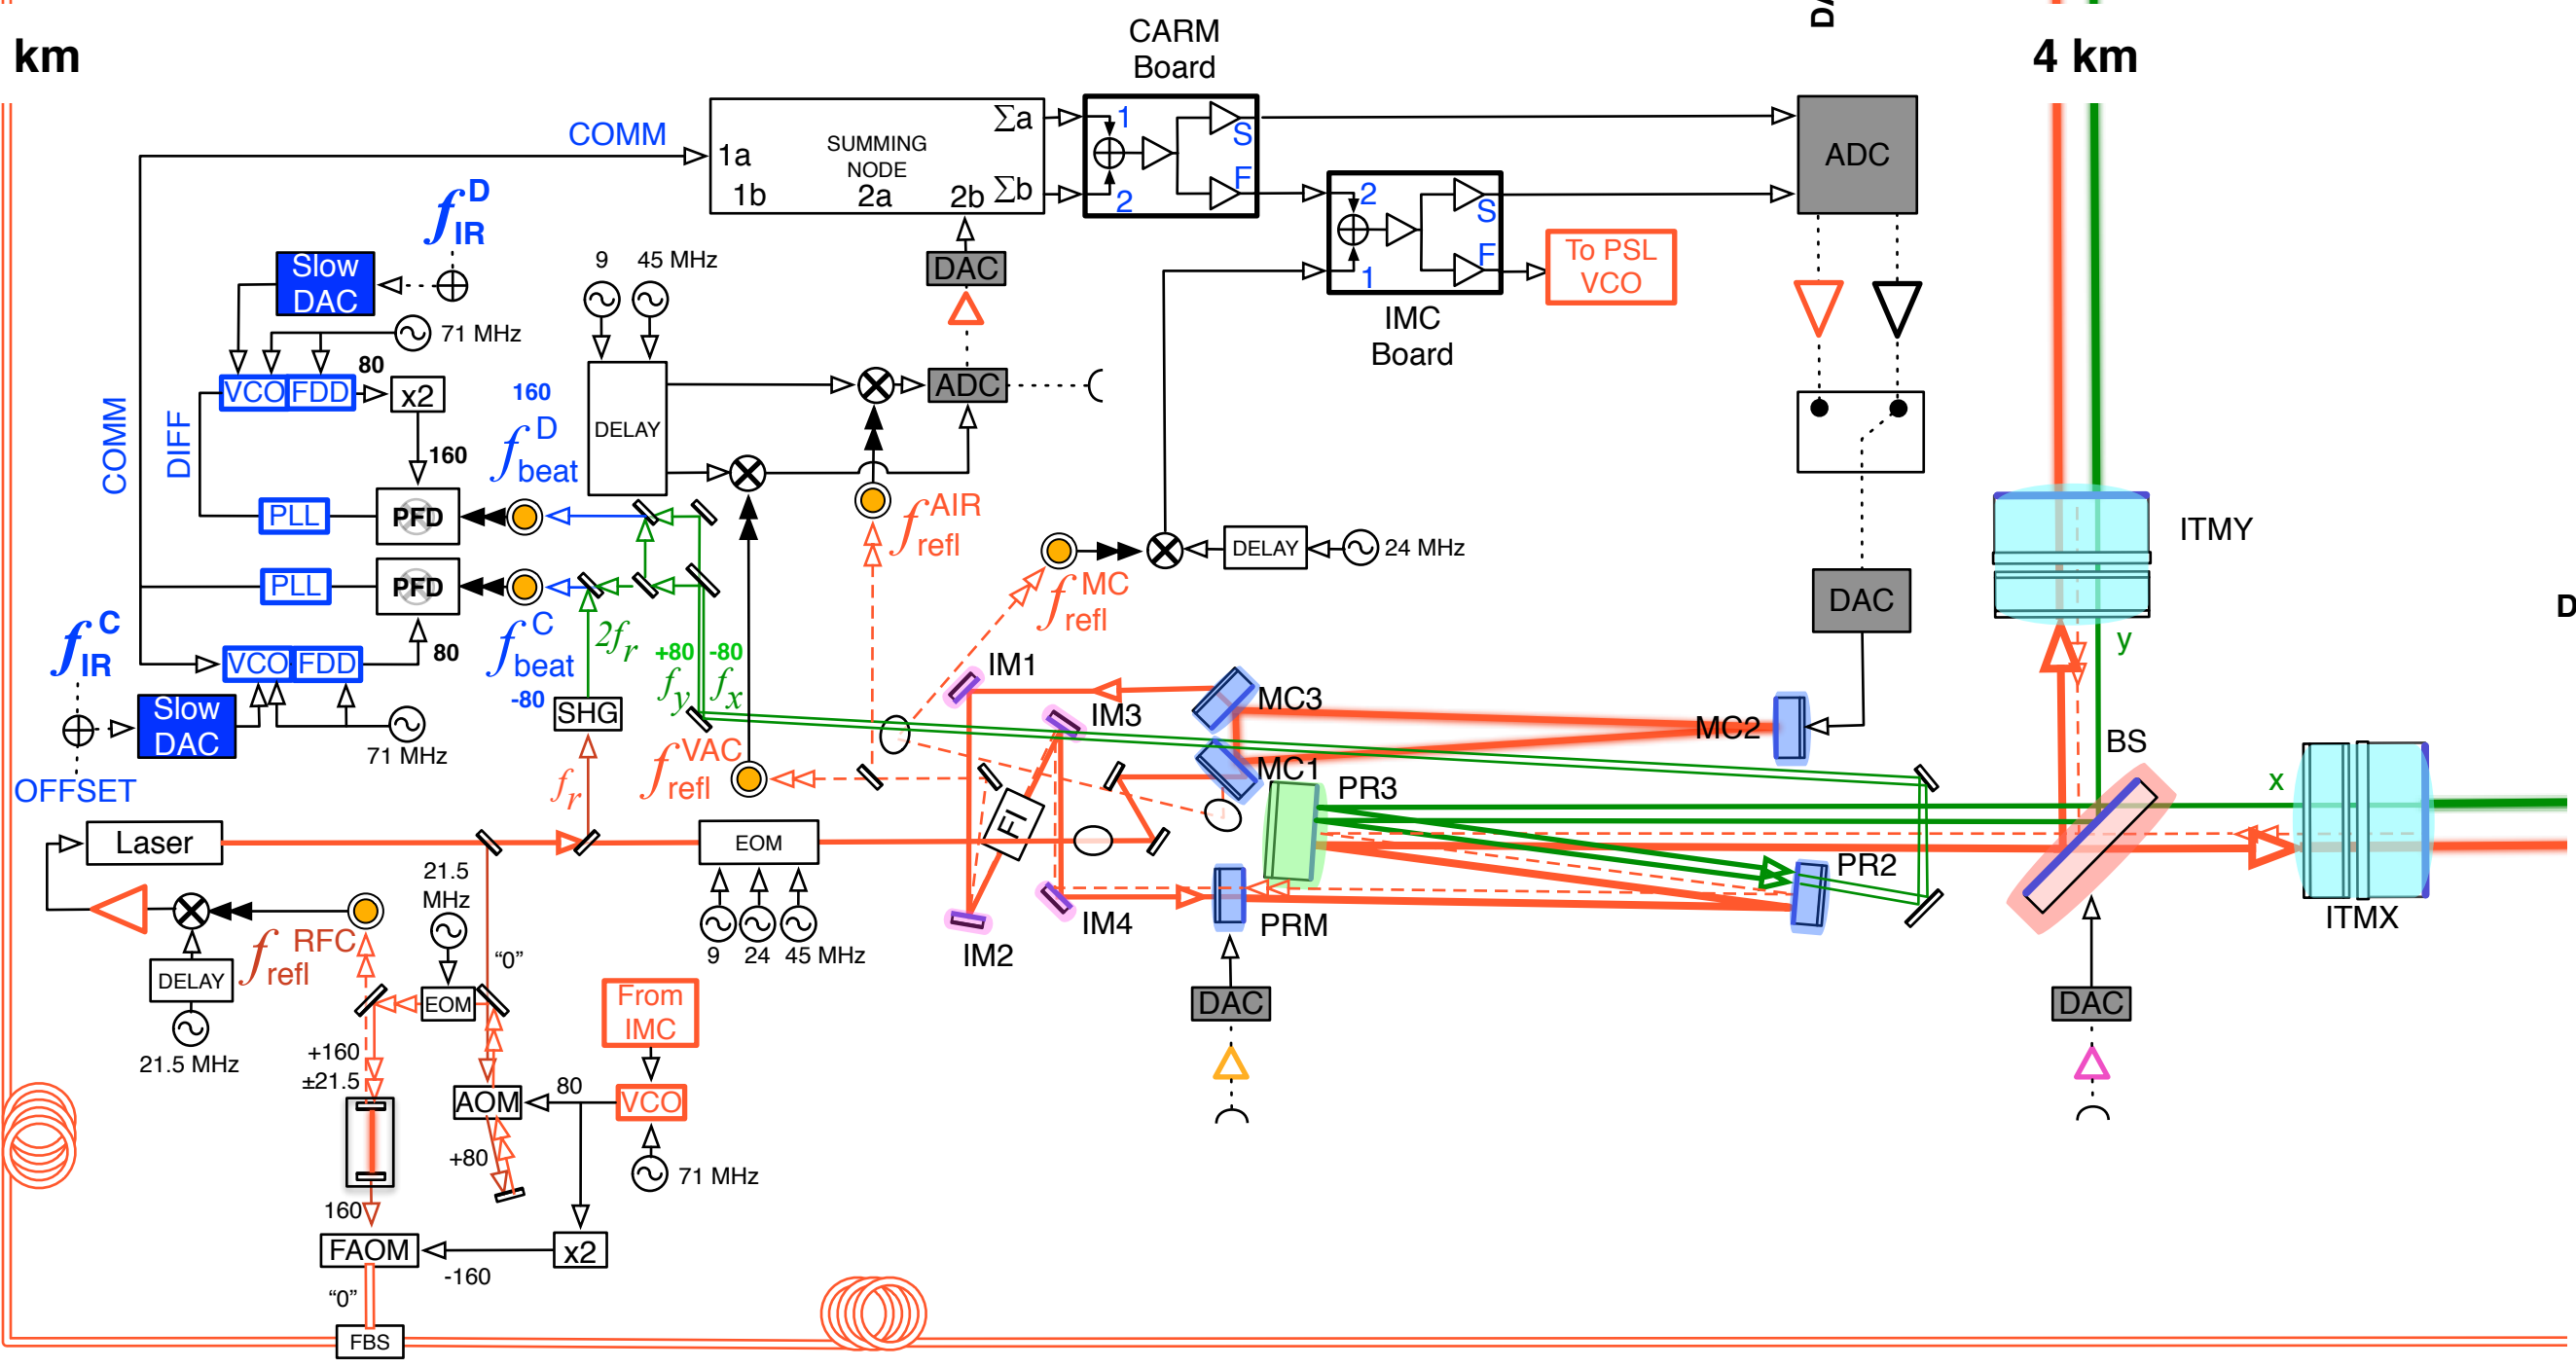 km
CARM
Board
DA
4 km
COMM
1a
1b
SUMMING
NODE
2a
2b
Σa
Σb
1
2
S
F
ADC
f D
IR
Slow
DAC
71 MHz
9
45 MHz
DAC
2
1
S
F
To PSL
VCO
IMC
Board
VCO
FDD
80
x2
160
COMM
DIFF
160
f D
beat
DELAY
ADC
PLL
PFD
f AIR
refl
DELAY
24 MHz
f MC
refl
ITMY
PLL
PFD
f C
beat
-80
2fr
+80
-80
fy
fx
DAC
D
y
f C
IR
VCO
FDD
80
Slow
DAC
71 MHz
OFFSET
SHG
fr
f VAC
refl
IM1
IM3
MC3
MC2
MC1
BS
x
PR3
PR2
FI
Laser
EOM
9
24
45 MHz
IM2
IM4
PRM
ITMX
21.5
MHz
f RFC
refl
DELAY
21.5 MHz
“0”
EOM
From
IMC
DAC
DAC
+160
±21.5
AOM
80
VCO
+80
71 MHz
160
FAOM
-160
x2
“0”
FBS